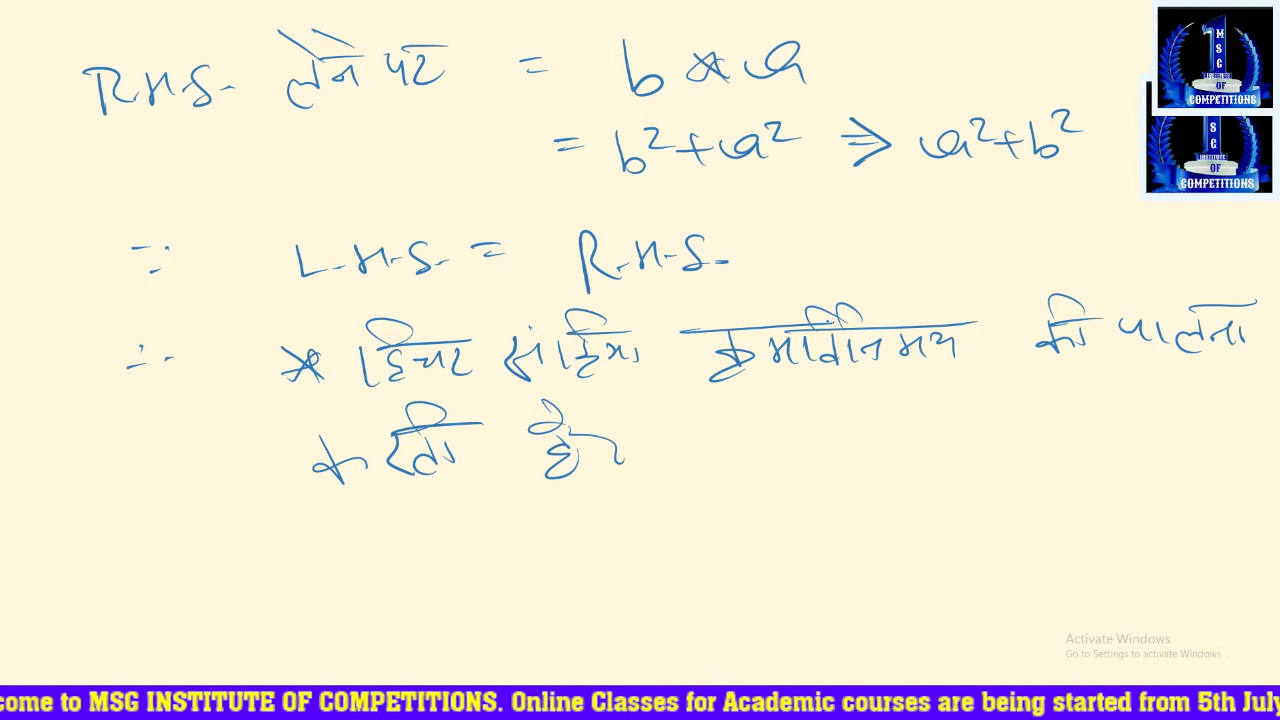 R.H.S. लेने पर = b * a
= b²+a² ⇒ a²+b²
∵ L.H.S. = R.H.S.
∴ * द्विचर संक्रिया क्रमविनिमय की पालना
करती है
MSG
INSTITUTE
OF
COMPETITIONS
S
C
INSTITUTE
OF
COMPETITIONS
Activate Windows
Go to Settings to activate Windows.
come to MSG INSTITUTE OF COMPETITIONS. Online Classes for Academic courses are being started from 5th July